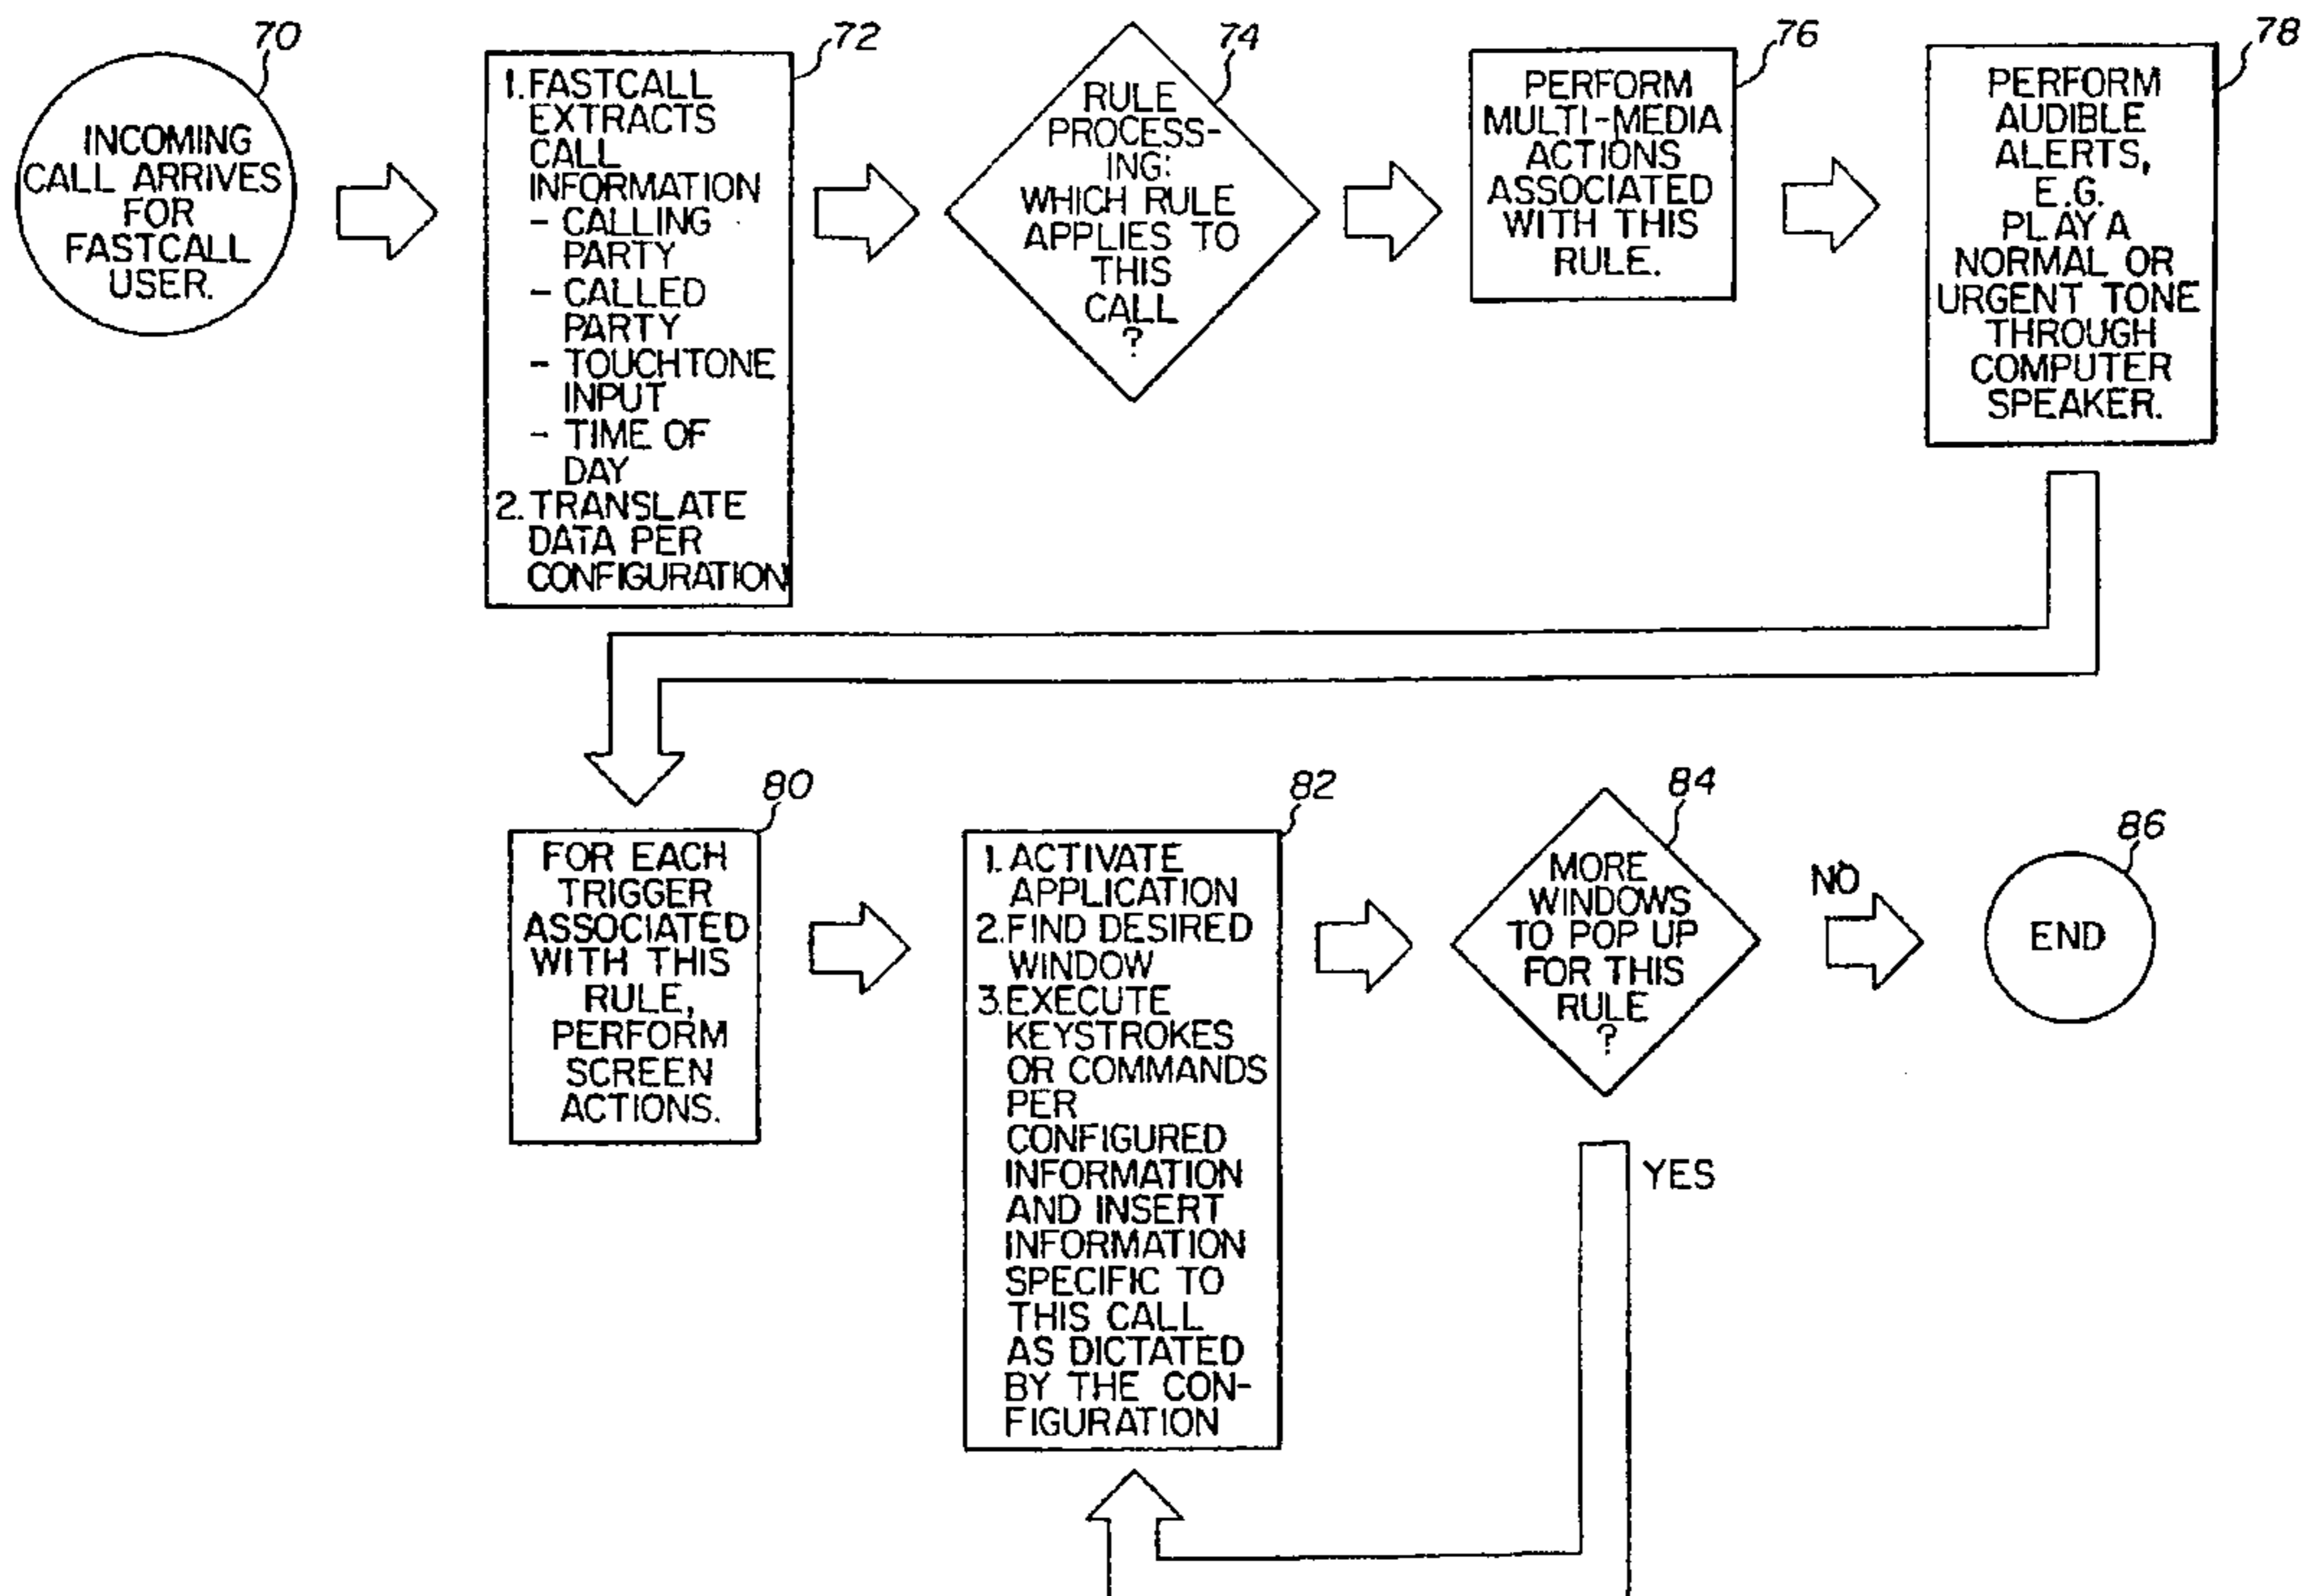 70
INCOMING
CALL ARRIVES
FOR
FASTCALL
USER.
72
1. FASTCALL
EXTRACTS
CALL
INFORMATION
- CALLING
PARTY
- CALLED
PARTY
- TOUCHTONE
INPUT
- TIME OF
DAY
2. TRANSLATE
DATA PER
CONFIGURATION
74
RULE
PROCESS-
ING:
WHICH RULE
APPLIES TO
THIS
CALL
?
76
PERFORM
MULTI-MEDIA
ACTIONS
ASSOCIATED
WITH THIS
RULE.
78
PERFORM
AUDIBLE
ALERTS,
E.G.
PLAY A
NORMAL OR
URGENT TONE
THROUGH
COMPUTER
SPEAKER.
80
FOR EACH
TRIGGER
ASSOCIATED
WITH THIS
RULE,
PERFORM
SCREEN
ACTIONS.
82
1. ACTIVATE
APPLICATION
2. FIND DESIRED
WINDOW
3. EXECUTE
KEYSTROKES
OR COMMANDS
PER
CONFIGURED
INFORMATION
AND INSERT
INFORMATION
SPECIFIC TO
THIS CALL
AS DICTATED
BY THE CON-
FIGURATION
84
MORE
WINDOWS
TO POP UP
FOR THIS
RULE
?
YES
NO
86
END